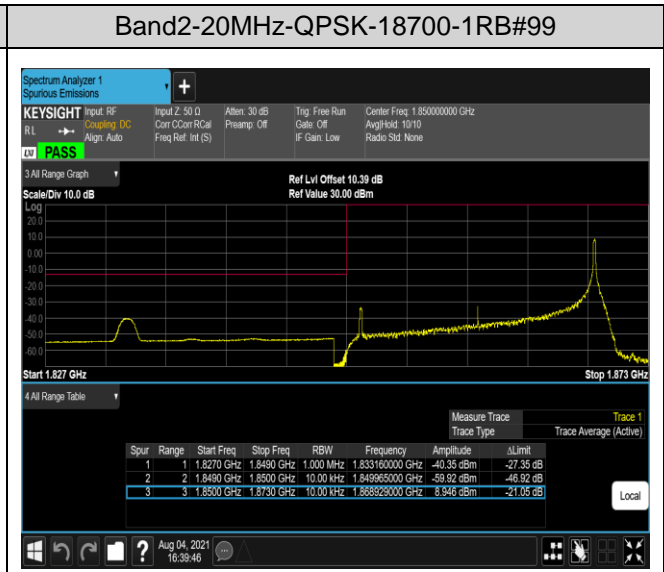 Band2-20MHz-QPSK-18700-1RB#99
Spectrum Analyzer 1
Spurious Emissions
+
KEYSIGHT Input: RF Input Z: 50 Ω Atten: 30 dB Trig: Free Run Center Freq: 1.850000000 GHz
RL Coupling: DC Corr CCorr RCal Preamp: Off Gate: Off Avg|Hold: 10/10
Align: Auto Freq Ref: Int (S) IF Gain: Low Radio Std: None
LXI PASS
3 All Range Graph
Ref Lvl Offset 10.39 dB
Scale/Div 10.0 dB Ref Value 30.00 dBm
Log
20.0
10.0
0.00
-10.0
-20.0
-30.0
-40.0
-50.0
-60.0
Start 1.827 GHz Stop 1.873 GHz
4 All Range Table
Measure Trace Trace 1
Trace Type Trace Average (Active)
Spur Range Start Freq Stop Freq RBW Frequency Amplitude ΔLimit
1 1 1.8270 GHz 1.8490 GHz 1.000 MHz 1.833160000 GHz -40.35 dBm -27.35 dB
2 2 1.8490 GHz 1.8500 GHz 10.00 kHz 1.849965000 GHz -59.92 dBm -46.92 dB
3 3 1.8500 GHz 1.8730 GHz 10.00 kHz 1.868929000 GHz 8.946 dBm -21.05 dB
Local
? Aug 04, 2021
16:39:46